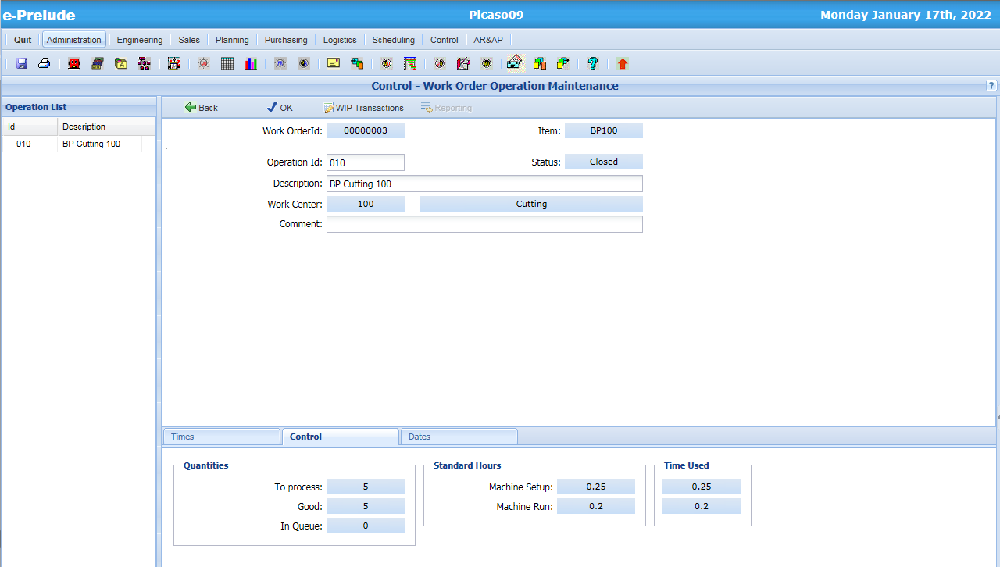 e-Prelude Picaso09 Monday January 17th, 2022
Quit Administration Engineering Sales Planning Purchasing Logistics Scheduling Control AR&AP
Control - Work Order Operation Maintenance ?
Operation List
Id Description
010 BP Cutting 100
Back OK WIP Transactions Reporting
Work OrderId: 00000003 Item: BP100
Operation Id: 010 Status: Closed
Description: BP Cutting 100
Work Center: 100 Cutting
Comment:
Times Control Dates
Quantities Standard Hours Time Used
To process: 5 Machine Setup: 0.25 0.25
Good: 5 Machine Run: 0.2 0.2
In Queue: 0